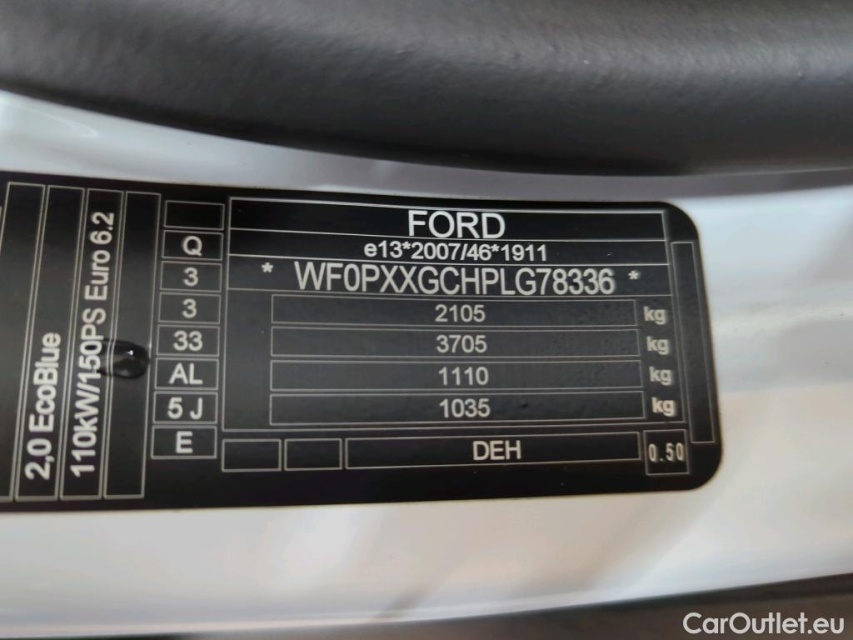 2,0 EcoBlue
110kW/150PS Euro 6.2
Q
3
3
33
AL
5 J
E
FORD
e13*2007/46*1911
* WF0PXXGCHPLG78336 *
2105 kg
3705 kg
1110 kg
1035 kg
DEH
0.50
CarOutlet.eu